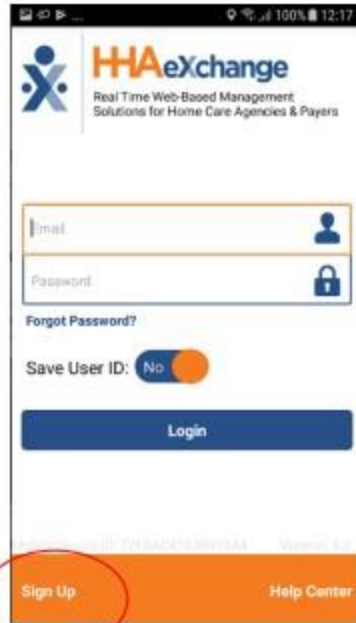 100% 12:17
HHAeXchange
Real Time Web-Based Management
Solutions for Home Care Agencies & Payers
Email
Password
Forgot Password?
Save User ID: No
Login
Sign Up Help Center